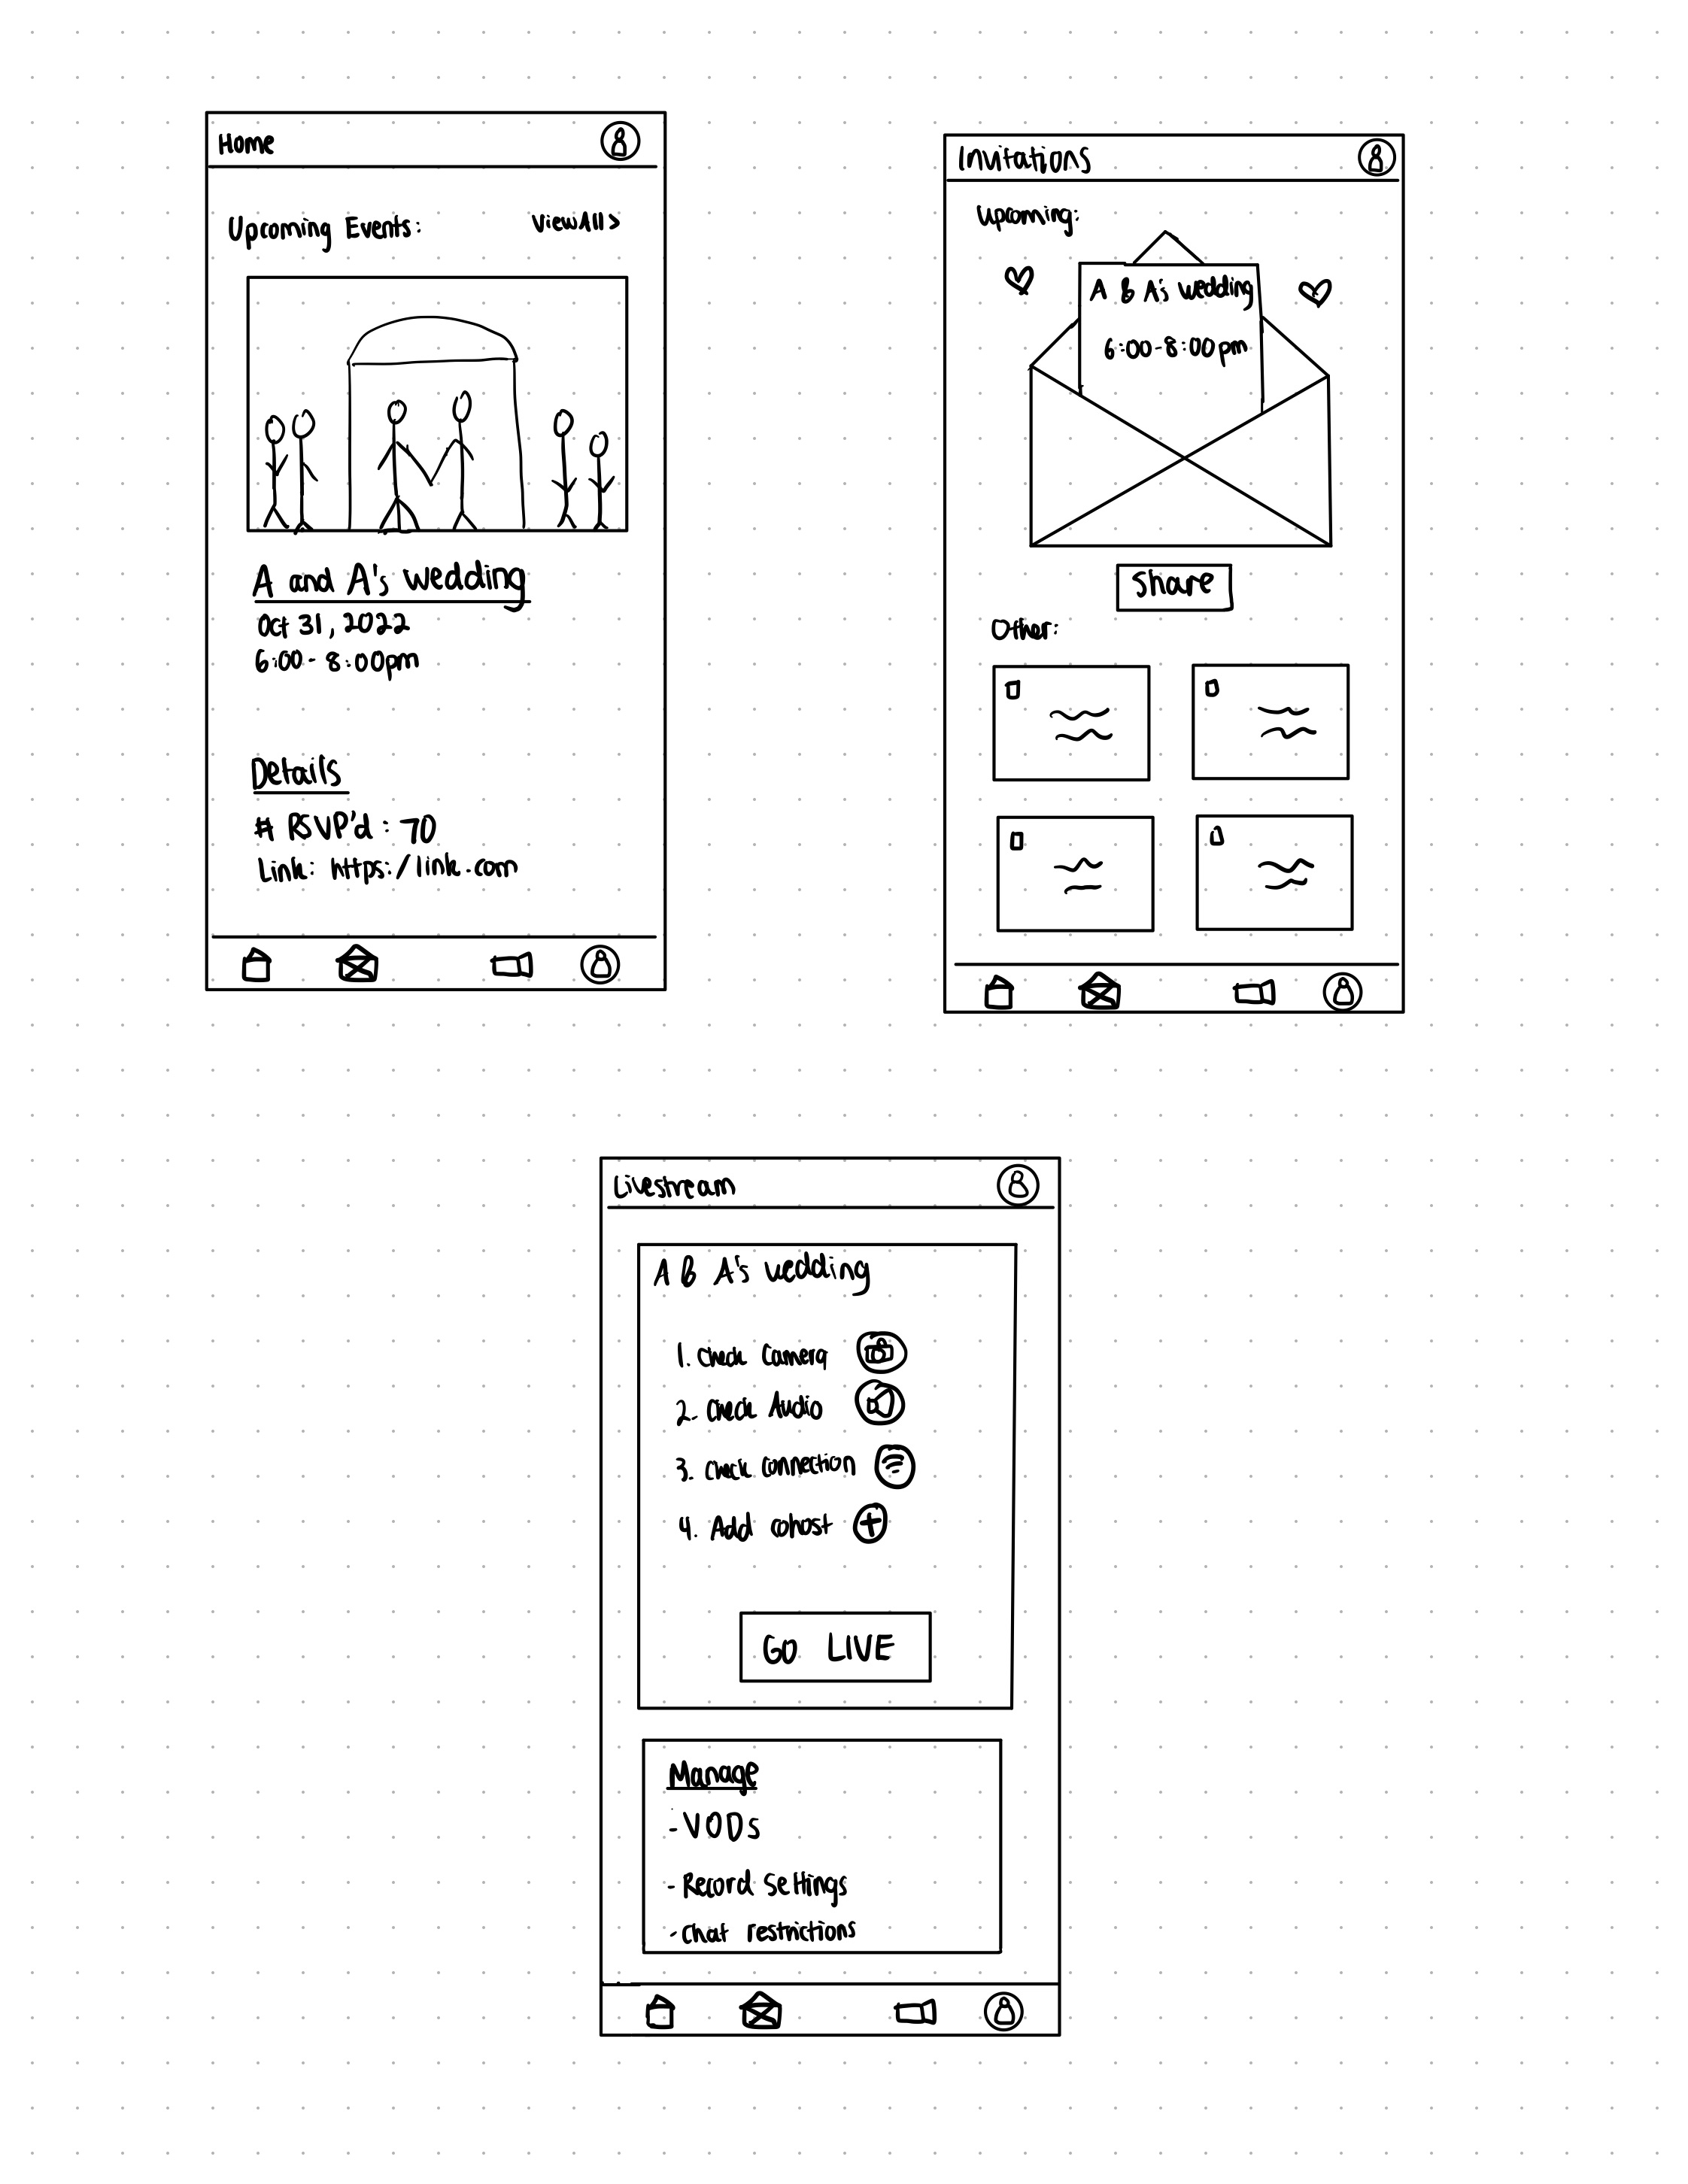 Home
Upcoming Events: View All >
A and A's wedding
Oct 31, 2022
6:00 - 8:00pm
Details
# RSVP'd : 70
Link: https:/link.com
Invitations
Upcoming:
A & A's wedding
6:00-8:00pm
Share
Other:
Livestream
A & A's wedding
1. Check Camera
2. Check Audio
3. Check connection
4. Add cohost
GO LIVE
Manage
- VODs
- Record Settings
- Chat restrictions